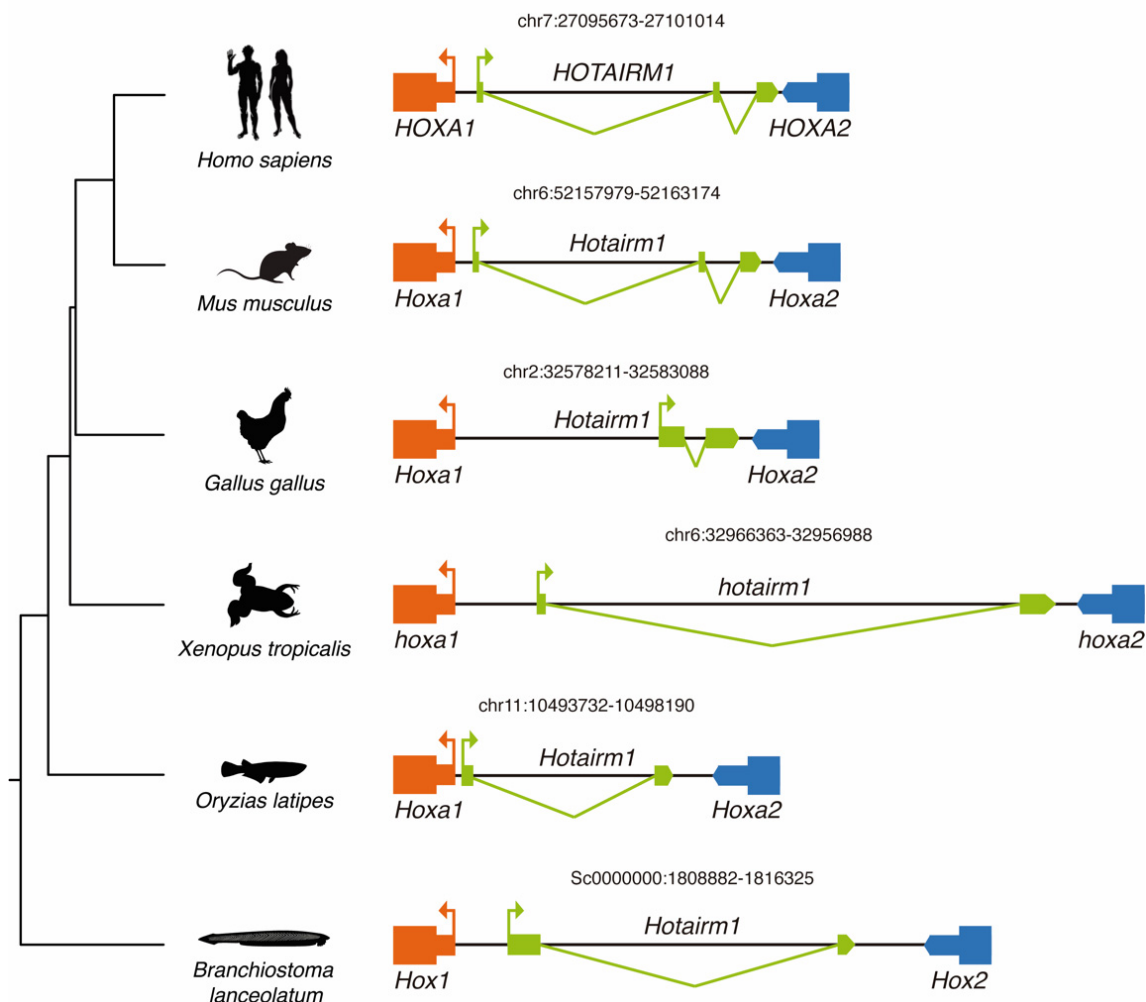 chr7:27095673-27101014
HOTAIRM1
HOXA1
HOXA2
Homo sapiens
chr6:52157979-52163174
Hotairm1
Hoxa1
Hoxa2
Mus musculus
chr2:32578211-32583088
Hotairm1
Hoxa1
Hoxa2
Gallus gallus
chr6:32966363-32956988
hotairm1
hoxa1
hoxa2
Xenopus tropicalis
chr11:10493732-10498190
Hotairm1
Hoxa1
Hoxa2
Oryzias latipes
Sc0000000:1808882-1816325
Hotairm1
Hox1
Hox2
Branchiostoma
lanceolatum